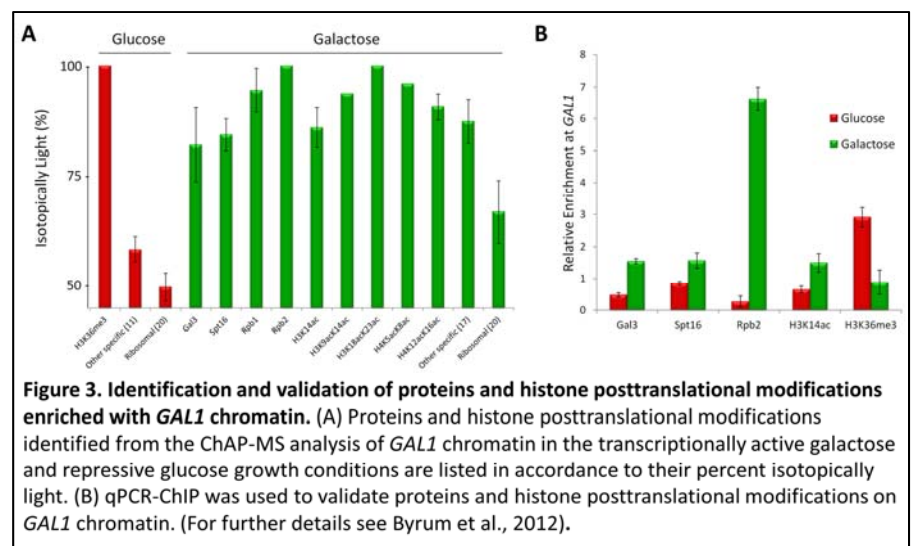 A
Glucose
Galactose
Isotopically Light (%)
100
75
50
H3K36me3
Other specific (11)
Ribosomal (20)
Gal3
Spt16
Rpb1
Rpb2
H3K14ac
H3K9acK14ac
H3K18acK23ac
H4K5acK8ac
H4K12acK16ac
Other specific (17)
Ribosomal (20)
B
Relative Enrichment at GAL1
8
7
6
5
4
3
2
1
0
Glucose
Galactose
Gal3
Spt16
Rpb2
H3K14ac
H3K36me3
Figure 3. Identification and validation of proteins and histone posttranslational modifications
enriched with GAL1 chromatin. (A) Proteins and histone posttranslational modifications
identified from the ChAP-MS analysis of GAL1 chromatin in the transcriptionally active galactose
and repressive glucose growth conditions are listed in accordance to their percent isotopically
light. (B) qPCR-ChIP was used to validate proteins and histone posttranslational modifications on
GAL1 chromatin. (For further details see Byrum et al., 2012).